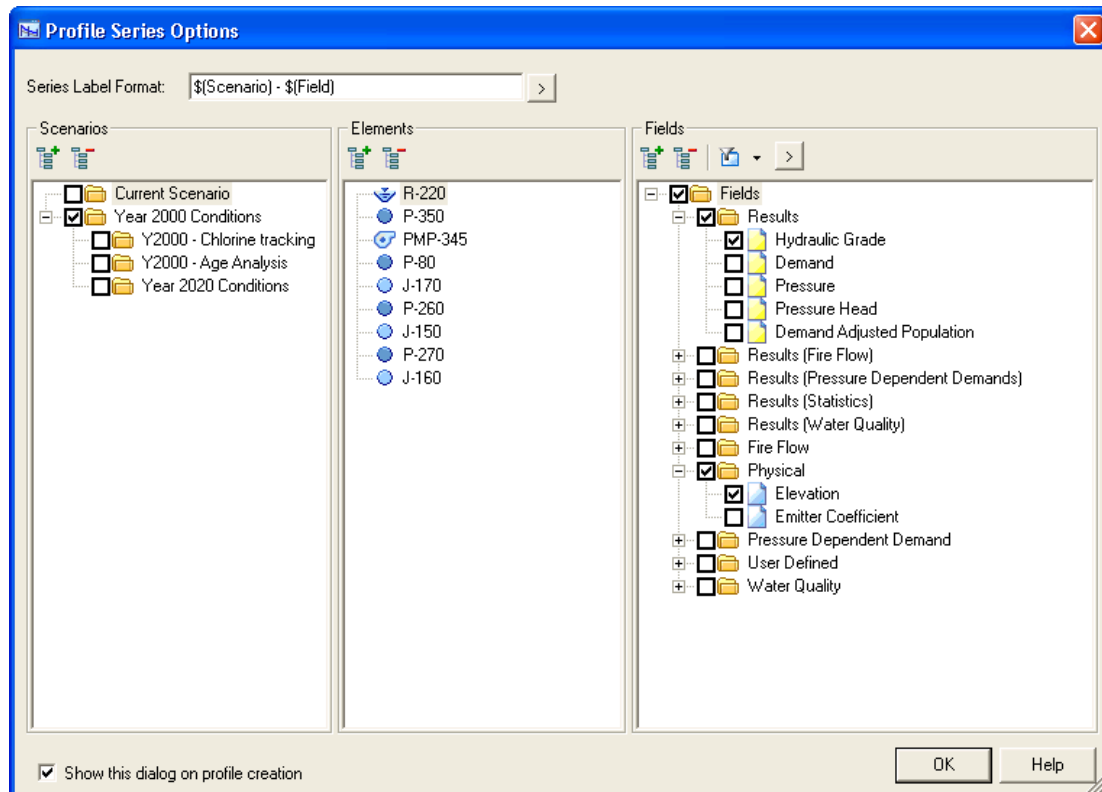 Profile Series Options
Series Label Format: $(Scenario) - $(Field) >
Scenarios
Current Scenario
Year 2000 Conditions
Y2000 - Chlorine tracking
Y2000 - Age Analysis
Year 2020 Conditions
Elements
R-220
P-350
PMP-345
P-80
J-170
P-260
J-150
P-270
J-160
Fields
>
Fields
Results
Hydraulic Grade
Demand
Pressure
Pressure Head
Demand Adjusted Population
Results (Fire Flow)
Results (Pressure Dependent Demands)
Results (Statistics)
Results (Water Quality)
Fire Flow
Physical
Elevation
Emitter Coefficient
Pressure Dependent Demand
User Defined
Water Quality
Show this dialog on profile creation
OK Help